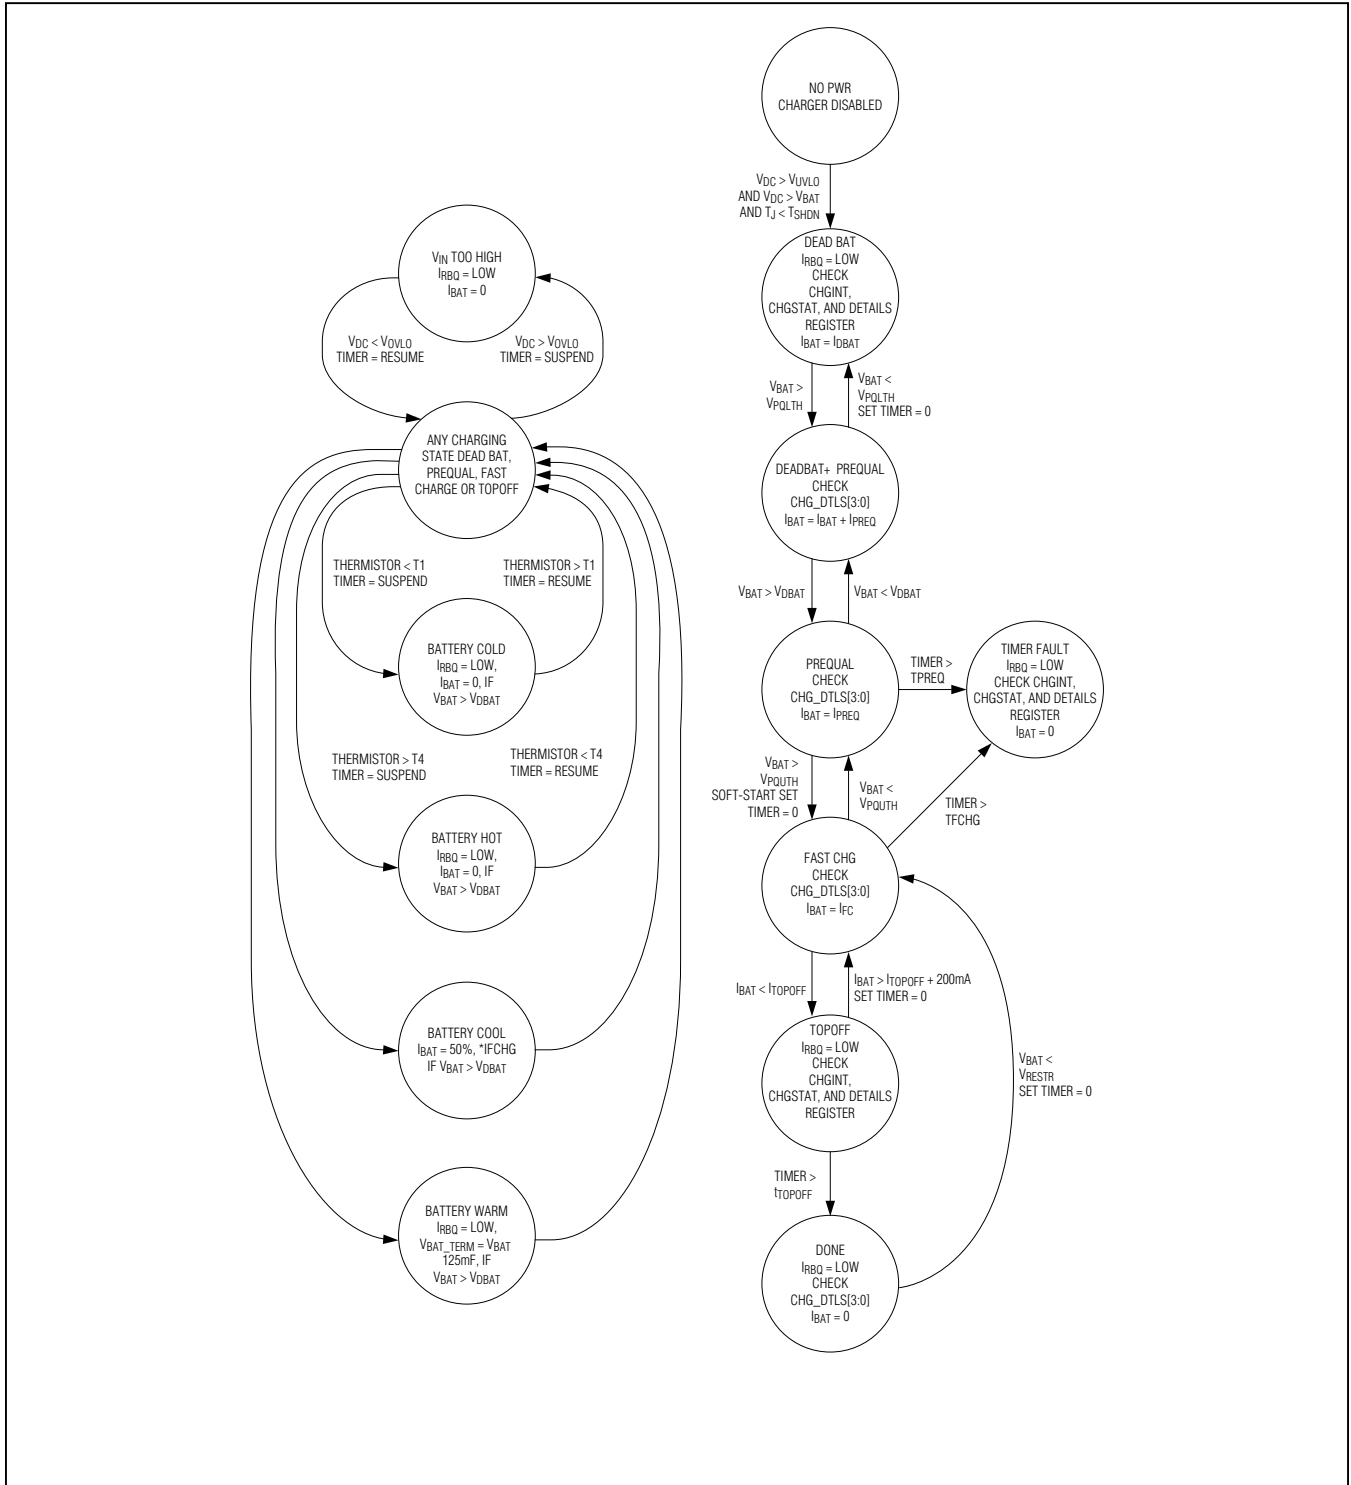 NO PWR
CHARGER DISABLED
VDC > VUVLO
AND VDC > VBAT
AND TJ < TSHDN
VIN TOO HIGH
IRBQ = LOW
IBAT = 0
VDC < VOVLO
TIMER = RESUME
VDC > VOVLO
TIMER = SUSPEND
ANY CHARGING
STATE DEAD BAT,
PREQUAL, FAST
CHARGE OR TOPOFF
THERMISTOR < T1
TIMER = SUSPEND
THERMISTOR > T1
TIMER = RESUME
BATTERY COLD
IRBQ = LOW,
IBAT = 0, IF
VBAT > VDBAT
THERMISTOR > T4
TIMER = SUSPEND
THERMISTOR < T4
TIMER = RESUME
BATTERY HOT
IRBQ = LOW,
IBAT = 0, IF
VBAT > VDBAT
BATTERY COOL
IBAT = 50%, *IFCHG
IF VBAT > VDBAT
BATTERY WARM
IRBQ = LOW,
VBAT_TERM = VBAT
125mF, IF
VBAT > VDBAT
DEAD BAT
IRBQ = LOW
CHECK
CHGINT,
CHGSTAT, AND DETAILS
REGISTER
IBAT = IDBAT
VBAT >
VPQLTH
VBAT <
VPQLTH
SET TIMER = 0
DEADBAT+ PREQUAL
CHECK
CHG_DTLS[3:0]
IBAT = IBAT + IPREQ
VBAT > VDBAT
VBAT < VDBAT
PREQUAL
CHECK
CHG_DTLS[3:0]
IBAT = IPREQ
TIMER >
TPREQ
TIMER FAULT
IRBQ = LOW
CHECK CHGINT,
CHGSTAT, AND DETAILS
REGISTER
IBAT = 0
VBAT >
VPQUTH
SOFT-START SET
TIMER = 0
VBAT <
VPQUTH
TIMER >
TFCHG
FAST CHG
CHECK
CHG_DTLS[3:0]
IBAT = IFC
IBAT < ITOPOFF
IBAT > ITOPOFF + 200mA
SET TIMER = 0
TOPOFF
IRBQ = LOW
CHECK
CHGINT,
CHGSTAT, AND DETAILS
REGISTER
VBAT <
VRESTR
SET TIMER = 0
TIMER >
tTOPOFF
DONE
IRBQ = LOW
CHECK
CHG_DTLS[3:0]
IBAT = 0